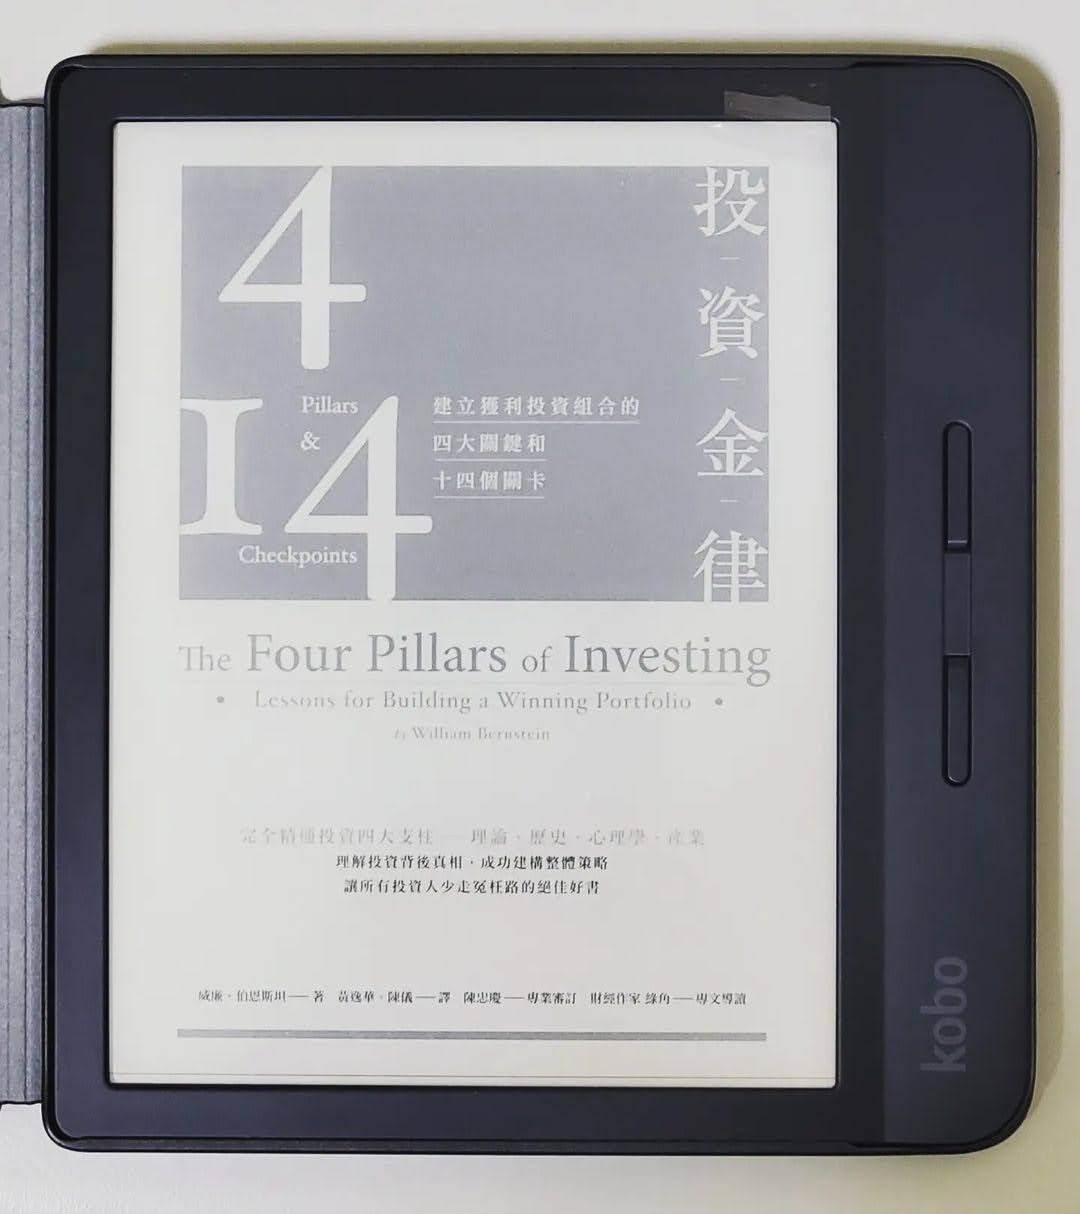 4
Pillars
&
14
Checkpoints
建立獲利投資組合的
四大關鍵和
十四個關卡
投資金律
The Four Pillars of Investing
• Lessons for Building a Winning Portfolio •
by William Bernstein
完全精通投資四大支柱——理論、歷史、心理學、產業
理解投資背後真相，成功建構整體策略
讓所有投資人少走冤枉路的絕佳好書
威廉・伯恩斯坦——著 黃逸華、陳儀——譯 陳忠慶——專業審訂 財經作家 綠角——專文導讀
kobo